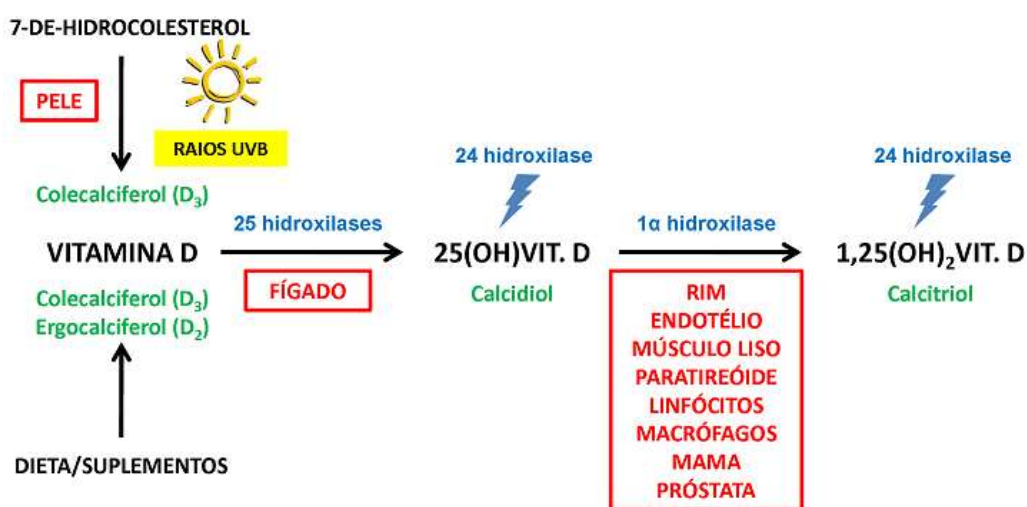 7-DE-HIDROCOLESTEROL
PELE
RAIOS UVB
Colecalciferol (D₃)
VITAMINA D
Colecalciferol (D₃)
Ergocalciferol (D₂)
DIETA/SUPLEMENTOS
25 hidroxilases
FÍGADO
24 hidroxilase
25(OH)VIT. D
Calcidiol
1α hidroxilase
RIM
ENDOTÉLIO
MÚSCULO LISO
PARATIREÓIDE
LINFÓCITOS
MACRÓFAGOS
MAMA
PRÓSTATA
24 hidroxilase
1,25(OH)₂VIT. D
Calcitriol